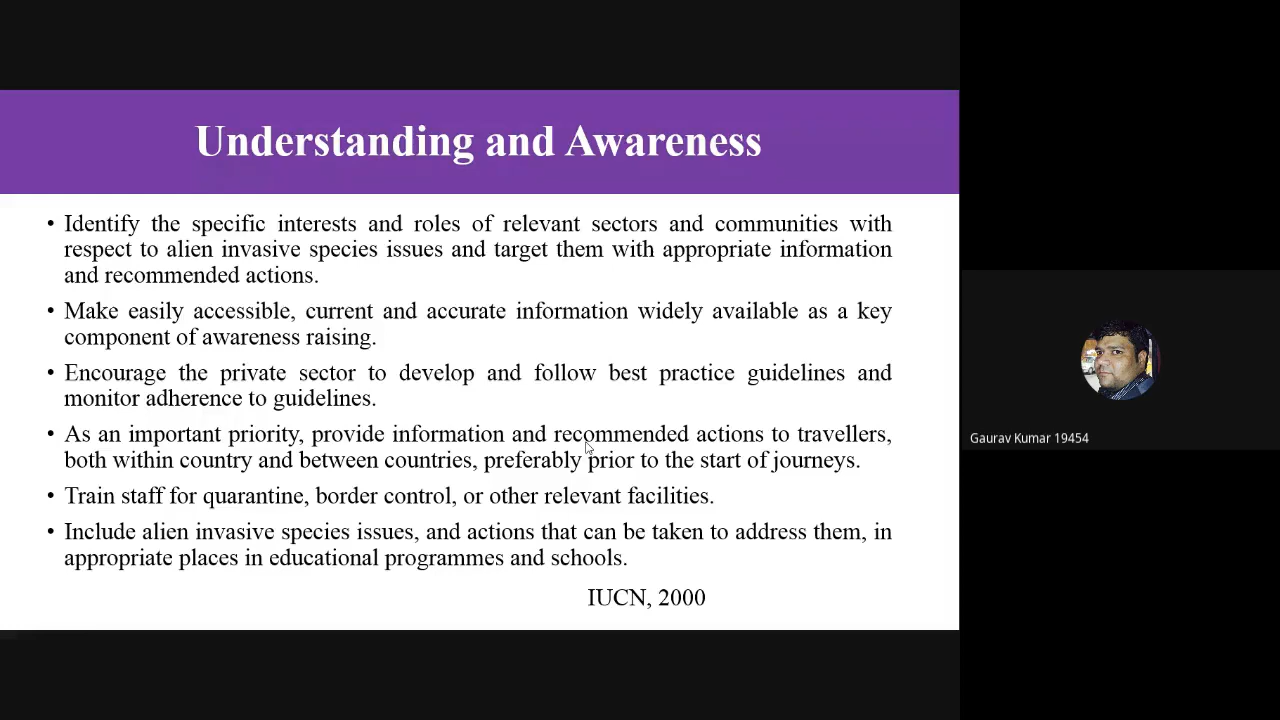 Understanding and Awareness
• Identify the specific interests and roles of relevant sectors and communities with
respect to alien invasive species issues and target them with appropriate information
and recommended actions.
• Make easily accessible, current and accurate information widely available as a key
component of awareness raising.
• Encourage the private sector to develop and follow best practice guidelines and
monitor adherence to guidelines.
• As an important priority, provide information and recommended actions to travellers,
both within country and between countries, preferably prior to the start of journeys.
• Train staff for quarantine, border control, or other relevant facilities.
• Include alien invasive species issues, and actions that can be taken to address them, in
appropriate places in educational programmes and schools.
IUCN, 2000
Gaurav Kumar 19454